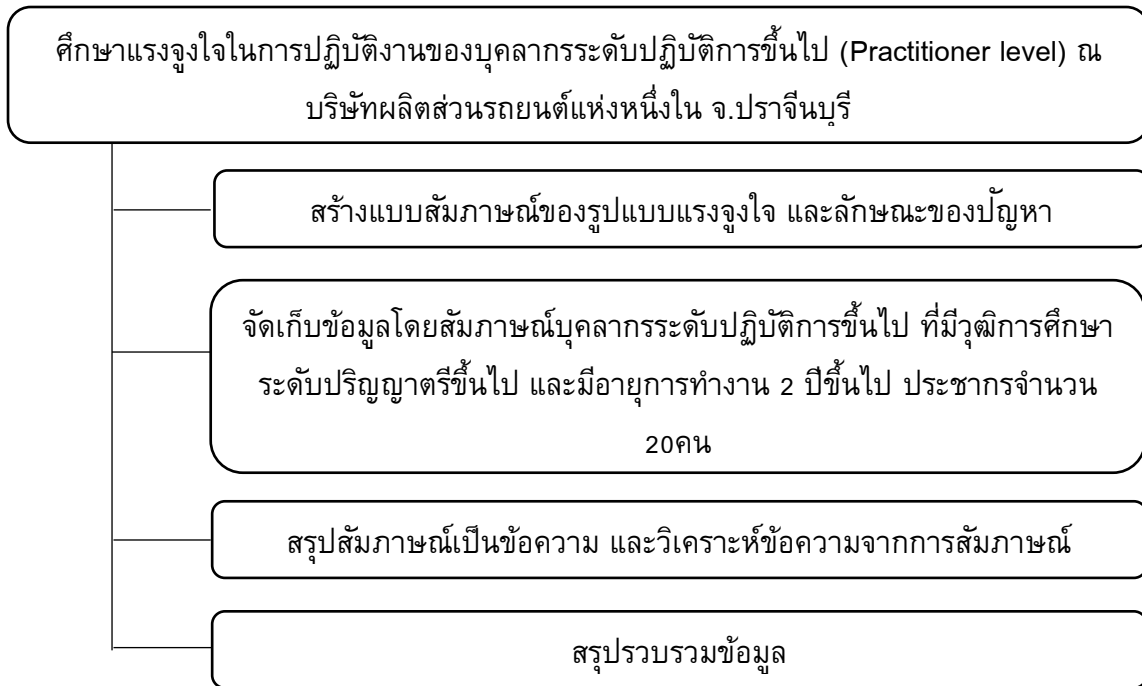 ศึกษาแรงจูงใจในการปฏิบัติงานของบุคลากรระดับปฏิบัติการขึ้นไป (Practitioner level) ณ
บริษัทผลิตส่วนรถยนต์แห่งหนึ่งใน จ.ปราจีนบุรี
สร้างแบบสัมภาษณ์ของรูปแบบแรงจูงใจ และลักษณะของปัญหา
จัดเก็บข้อมูลโดยสัมภาษณ์บุคลากรระดับปฏิบัติการขึ้นไป ที่มีวุฒิการศึกษา
ระดับปริญญาตรีขึ้นไป และมีอายุการทำงาน 2 ปีขึ้นไป ประชากรจำนวน
20คน
สรุปสัมภาษณ์เป็นข้อความ และวิเคราะห์ข้อความจากการสัมภาษณ์
สรุปรวบรวมข้อมูล